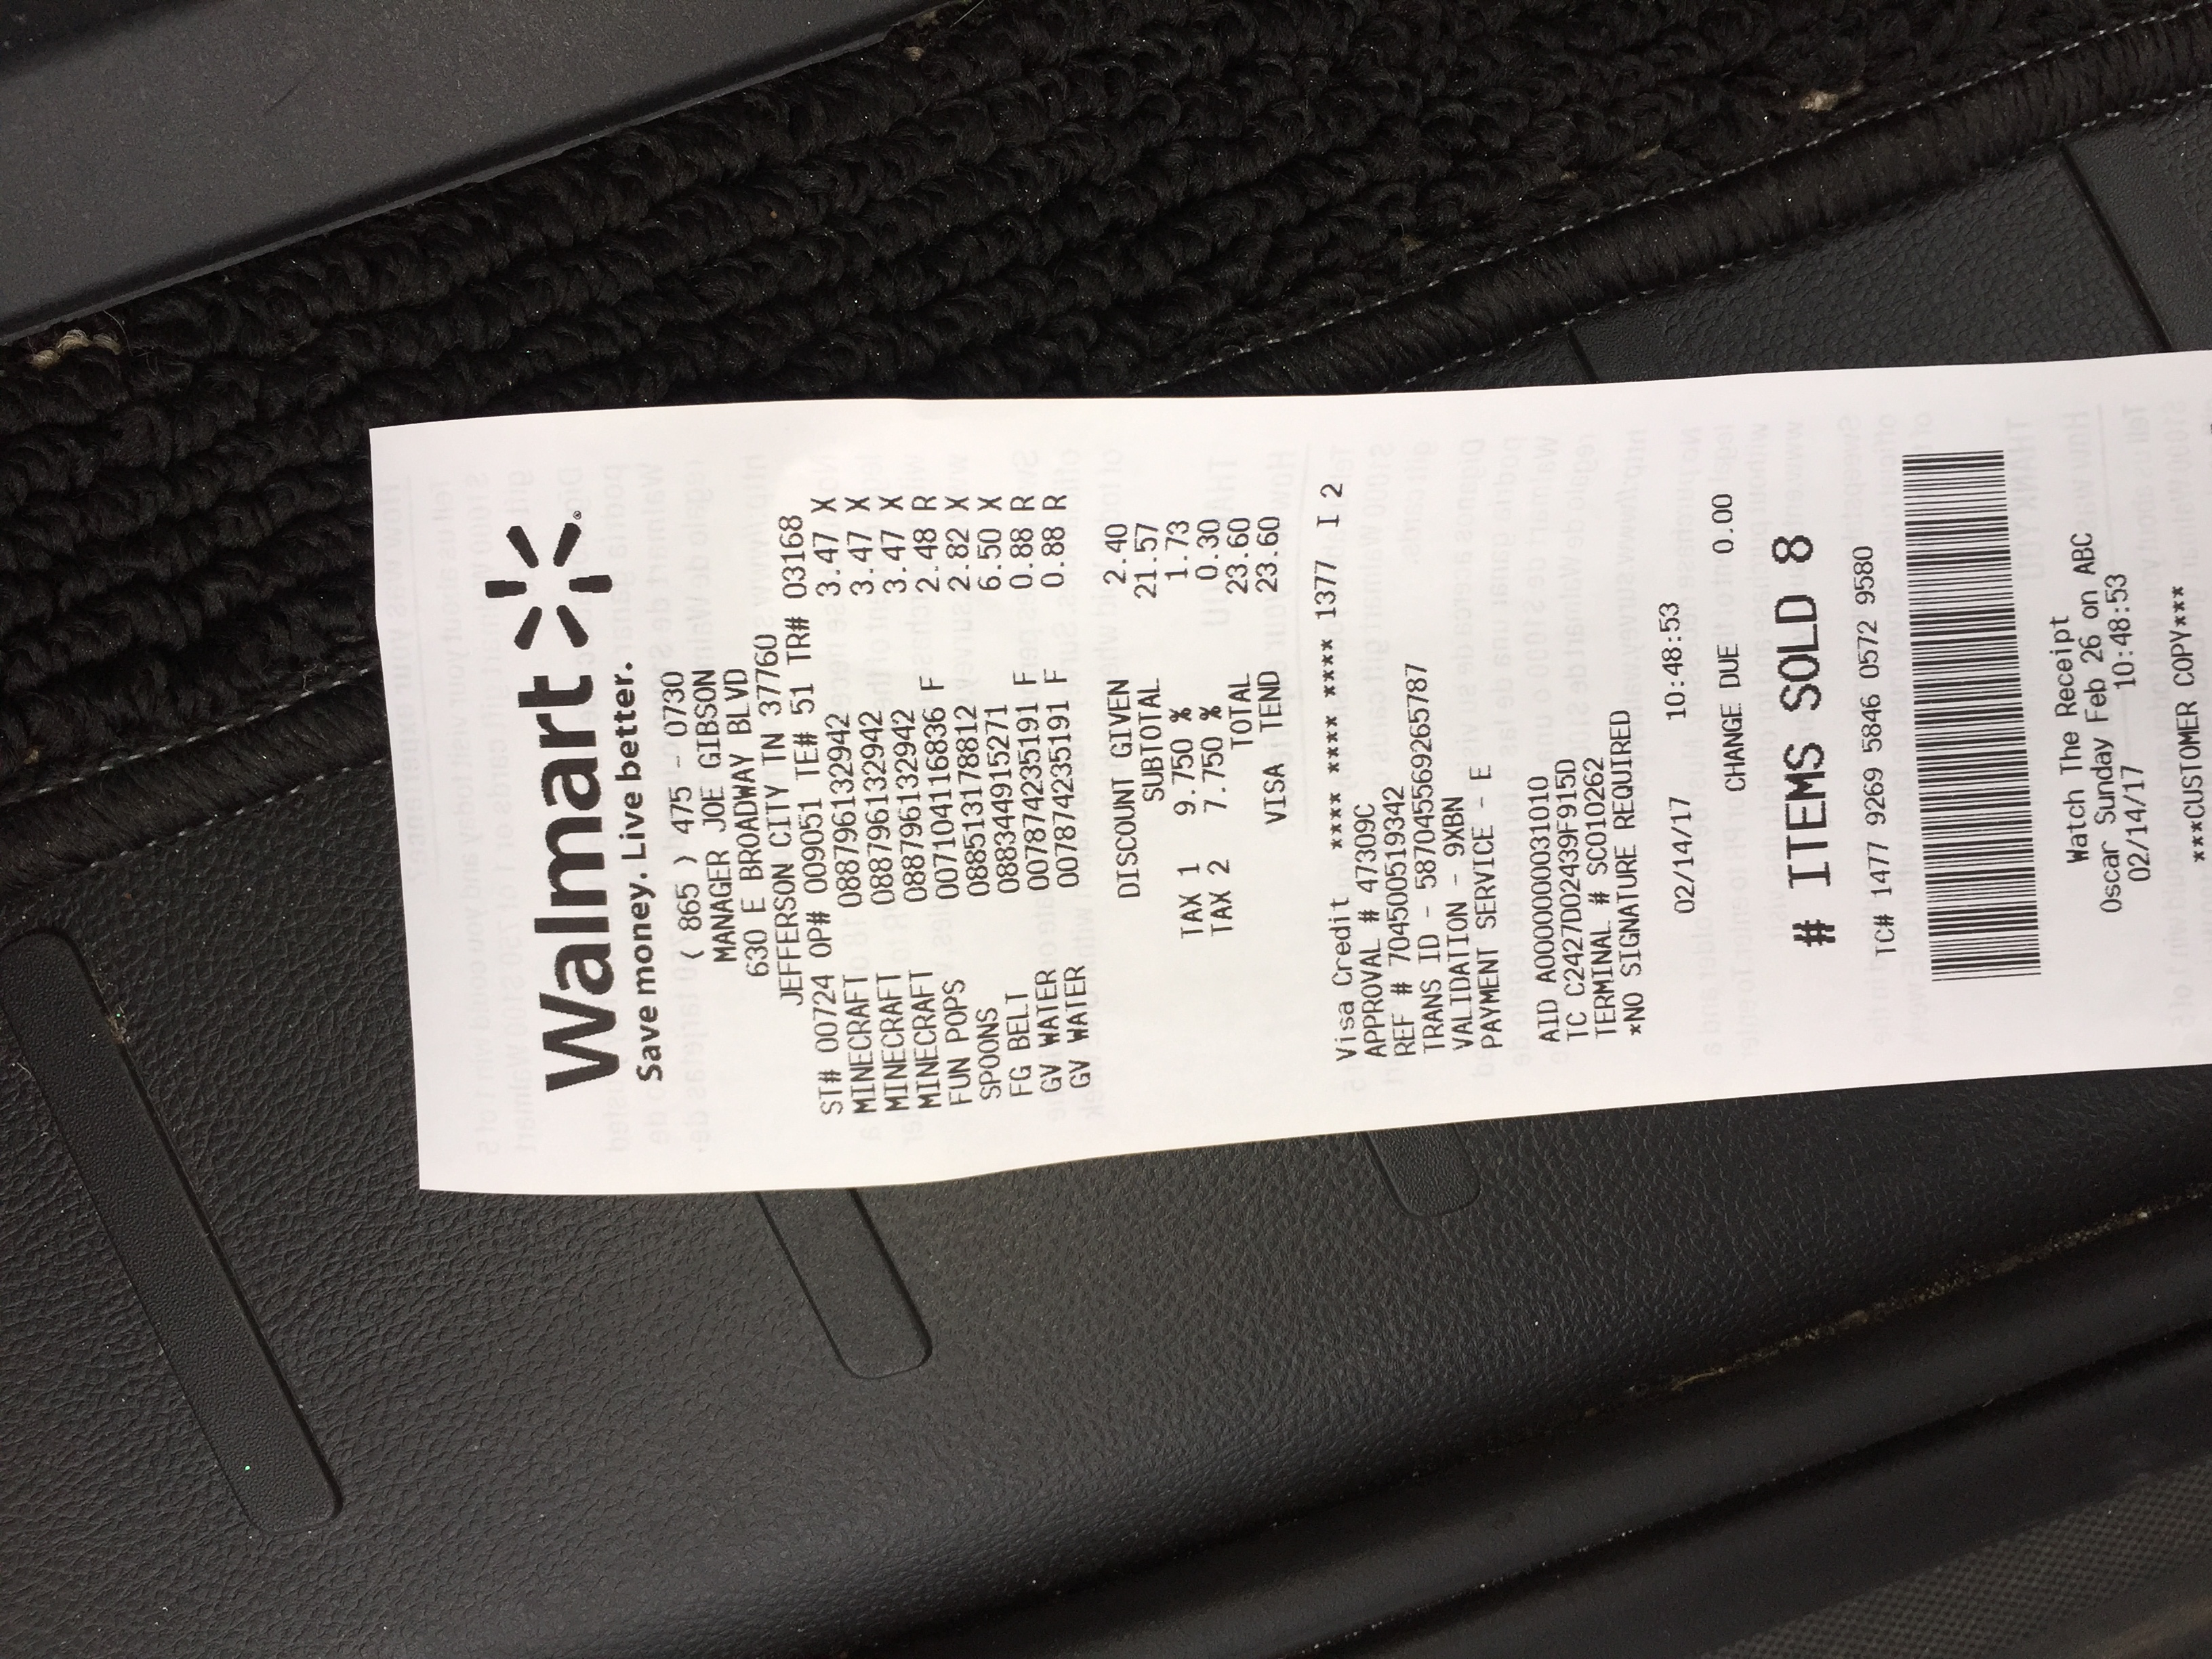 Walmart
Save money. Live better.
( 865 ) 475 - 0730
MANAGER JOE GIBSON
630 E BROADWAY BLVD
JEFFERSON CITY TN 37760
ST# 00724 OP# 009051 TE# 51 TR# 03168
MINECRAFT 088796132942 3.47 X
MINECRAFT 088796132942 3.47 X
MINECRAFT 088796132942 3.47 X
FUN POPS 007104116836 F 2.48 R
SPOONS 088513178812 2.82 X
FG BELT 088344915271 6.50 X
GV WATER 007874235191 F 0.88 R
GV WATER 007874235191 F 0.88 R
DISCOUNT GIVEN 2.40
SUBTOTAL 21.57
TAX 1 9.750 % 1.73
TAX 2 7.750 % 0.30
TOTAL 23.60
VISA TEND 23.60
Visa Credit **** **** **** 1377 I 2
APPROVAL # 47309C
REF # 704500519342
TRANS ID - 587045569265787
VALIDATION - 9XBN
PAYMENT SERVICE - E
AID A0000000031010
TC C2427D02439F915D
TERMINAL # SC010262
*NO SIGNATURE REQUIRED
02/14/17 10:48:53
CHANGE DUE 0.00
# ITEMS SOLD 8
TC# 1477 9269 5846 0572 9580
Watch The Receipt
Oscar Sunday Feb 26 on ABC
02/14/17 10:48:53
***CUSTOMER COPY***